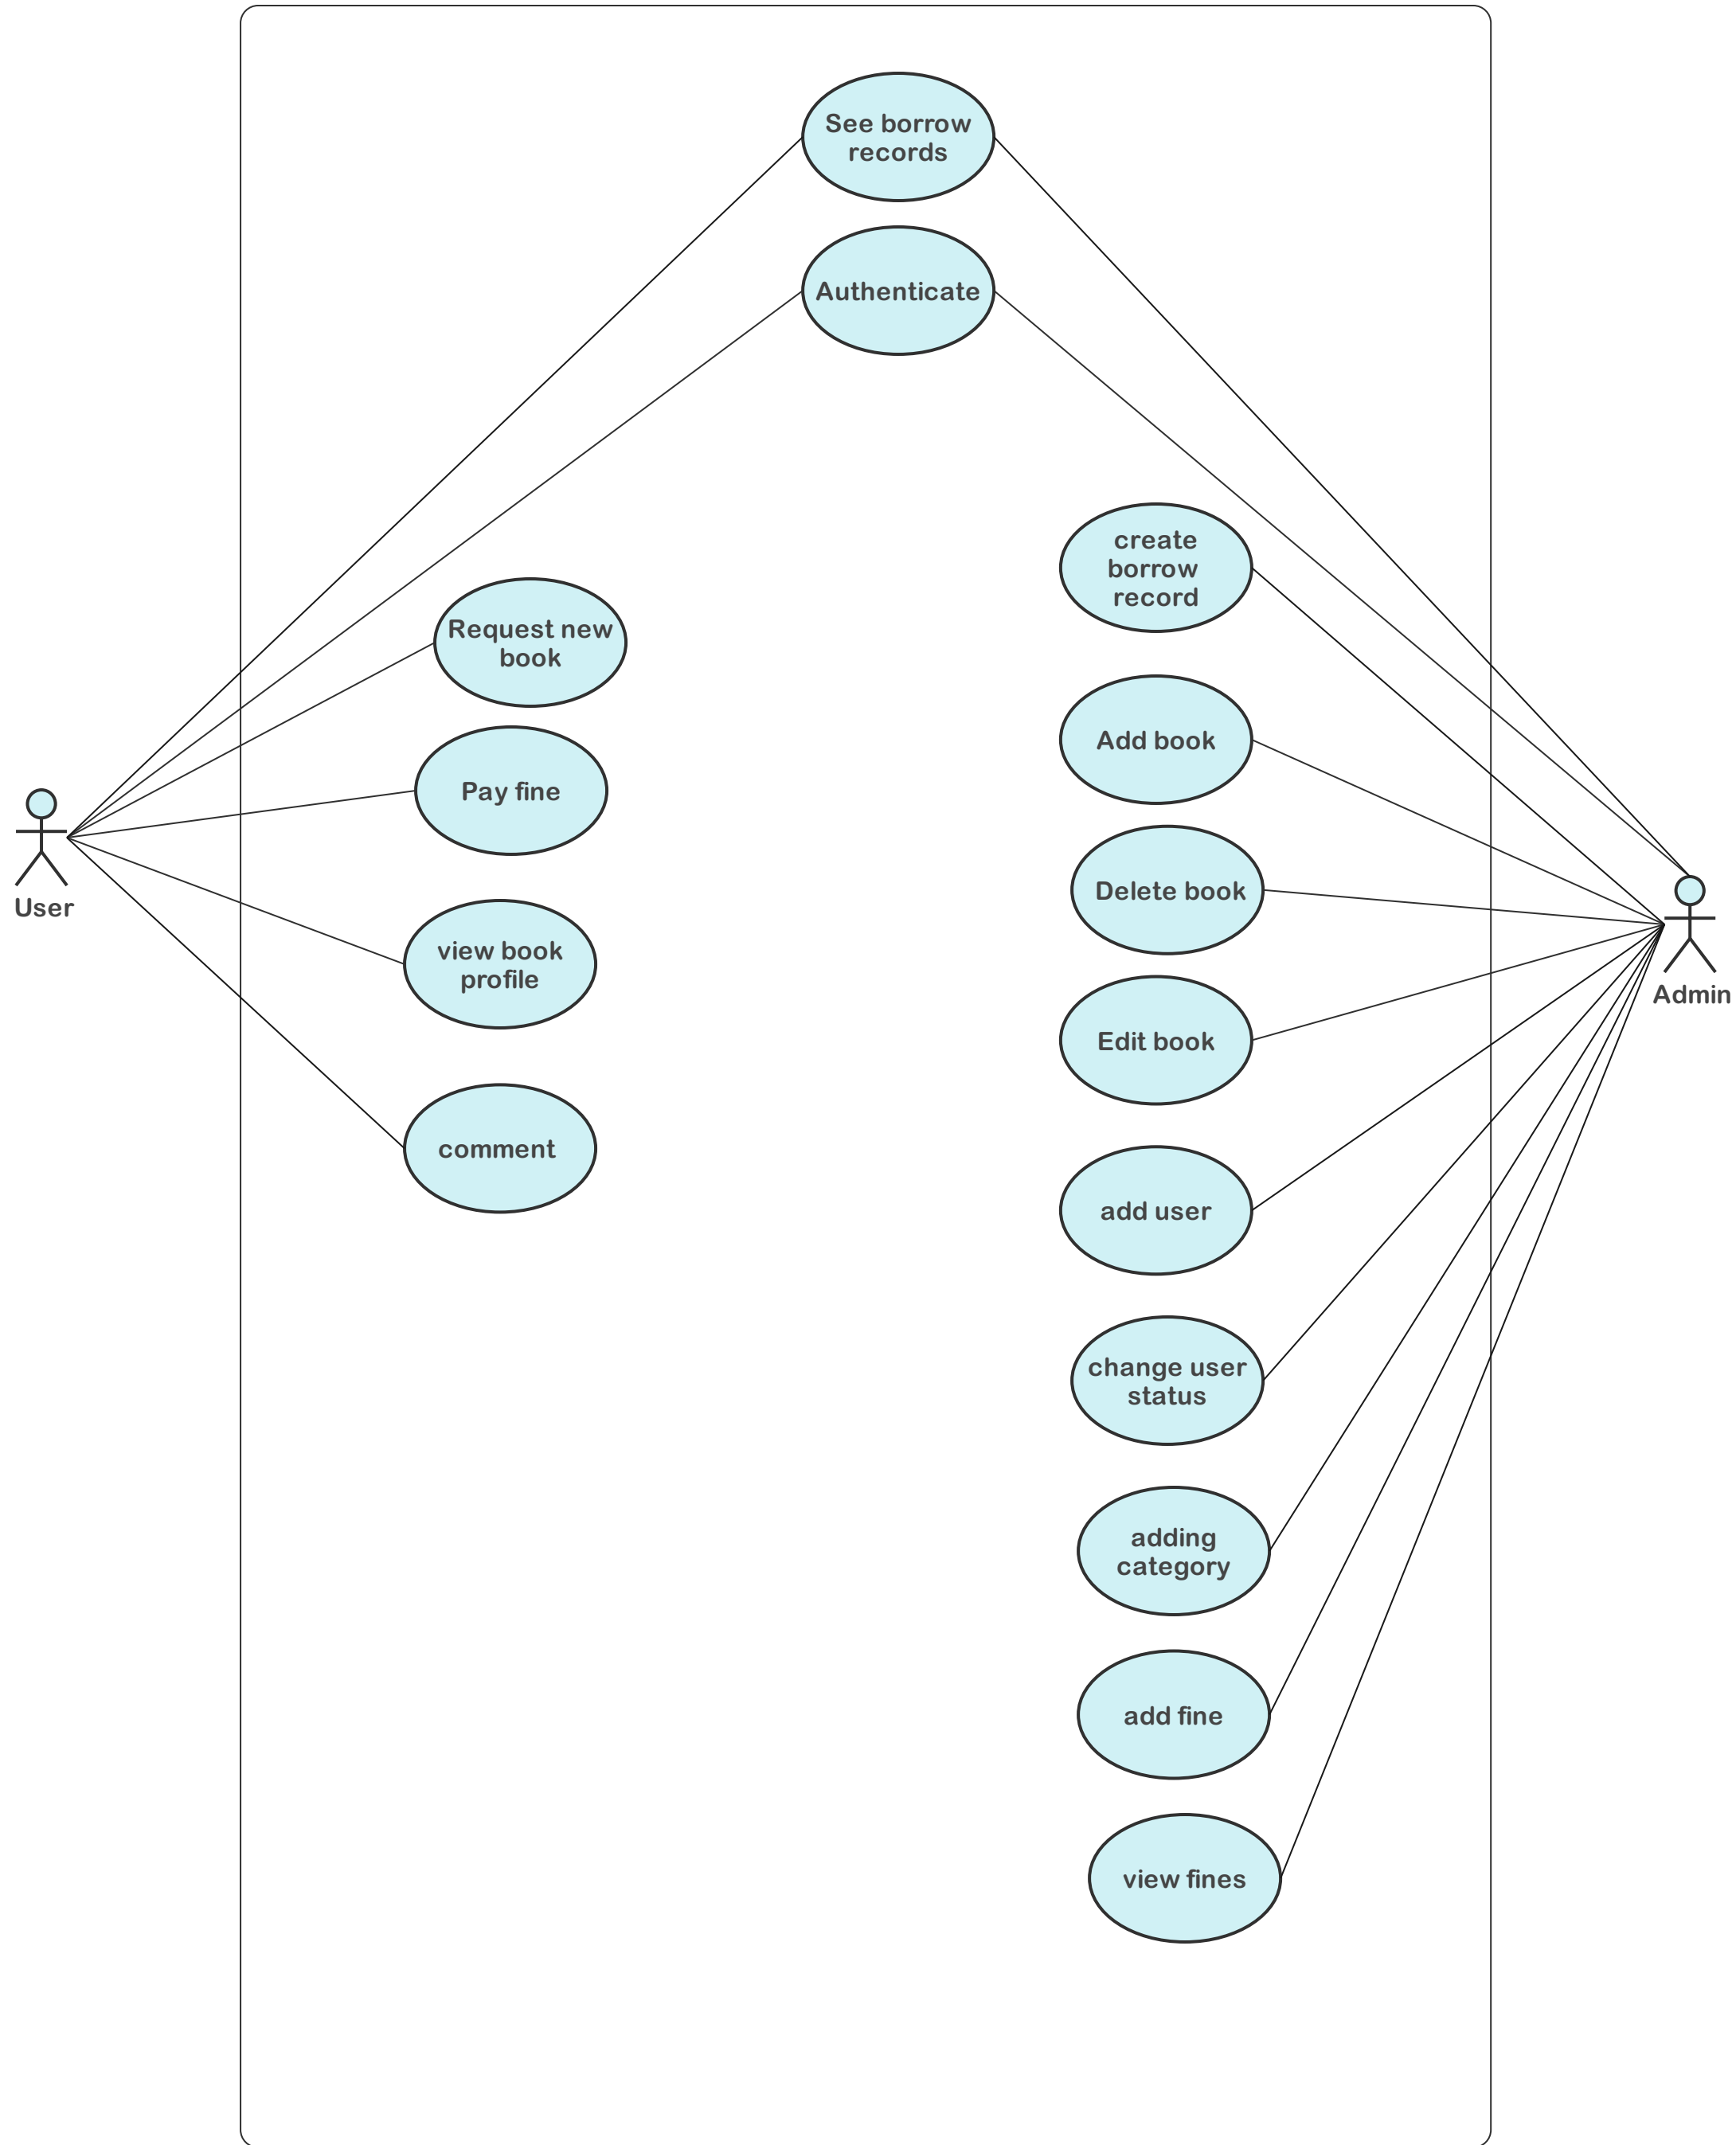 See borrow
records
Authenticate
create
borrow
record
Request new
book
Add book
Pay fine
Delete book
User
view book
profile
Admin
Edit book
comment
add user
change user
status
adding
category
add fine
view fines